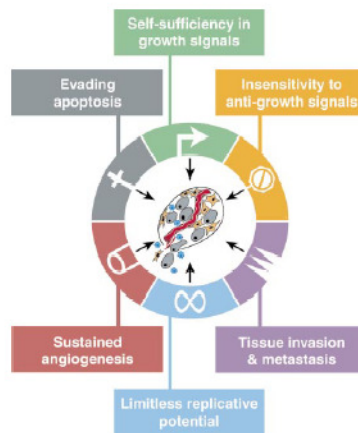 Self-sufficiency in
growth signals
Evading
apoptosis
Insensitivity to
anti-growth signals
Sustained
angiogenesis
Tissue invasion
& metastasis
Limitless replicative
potential